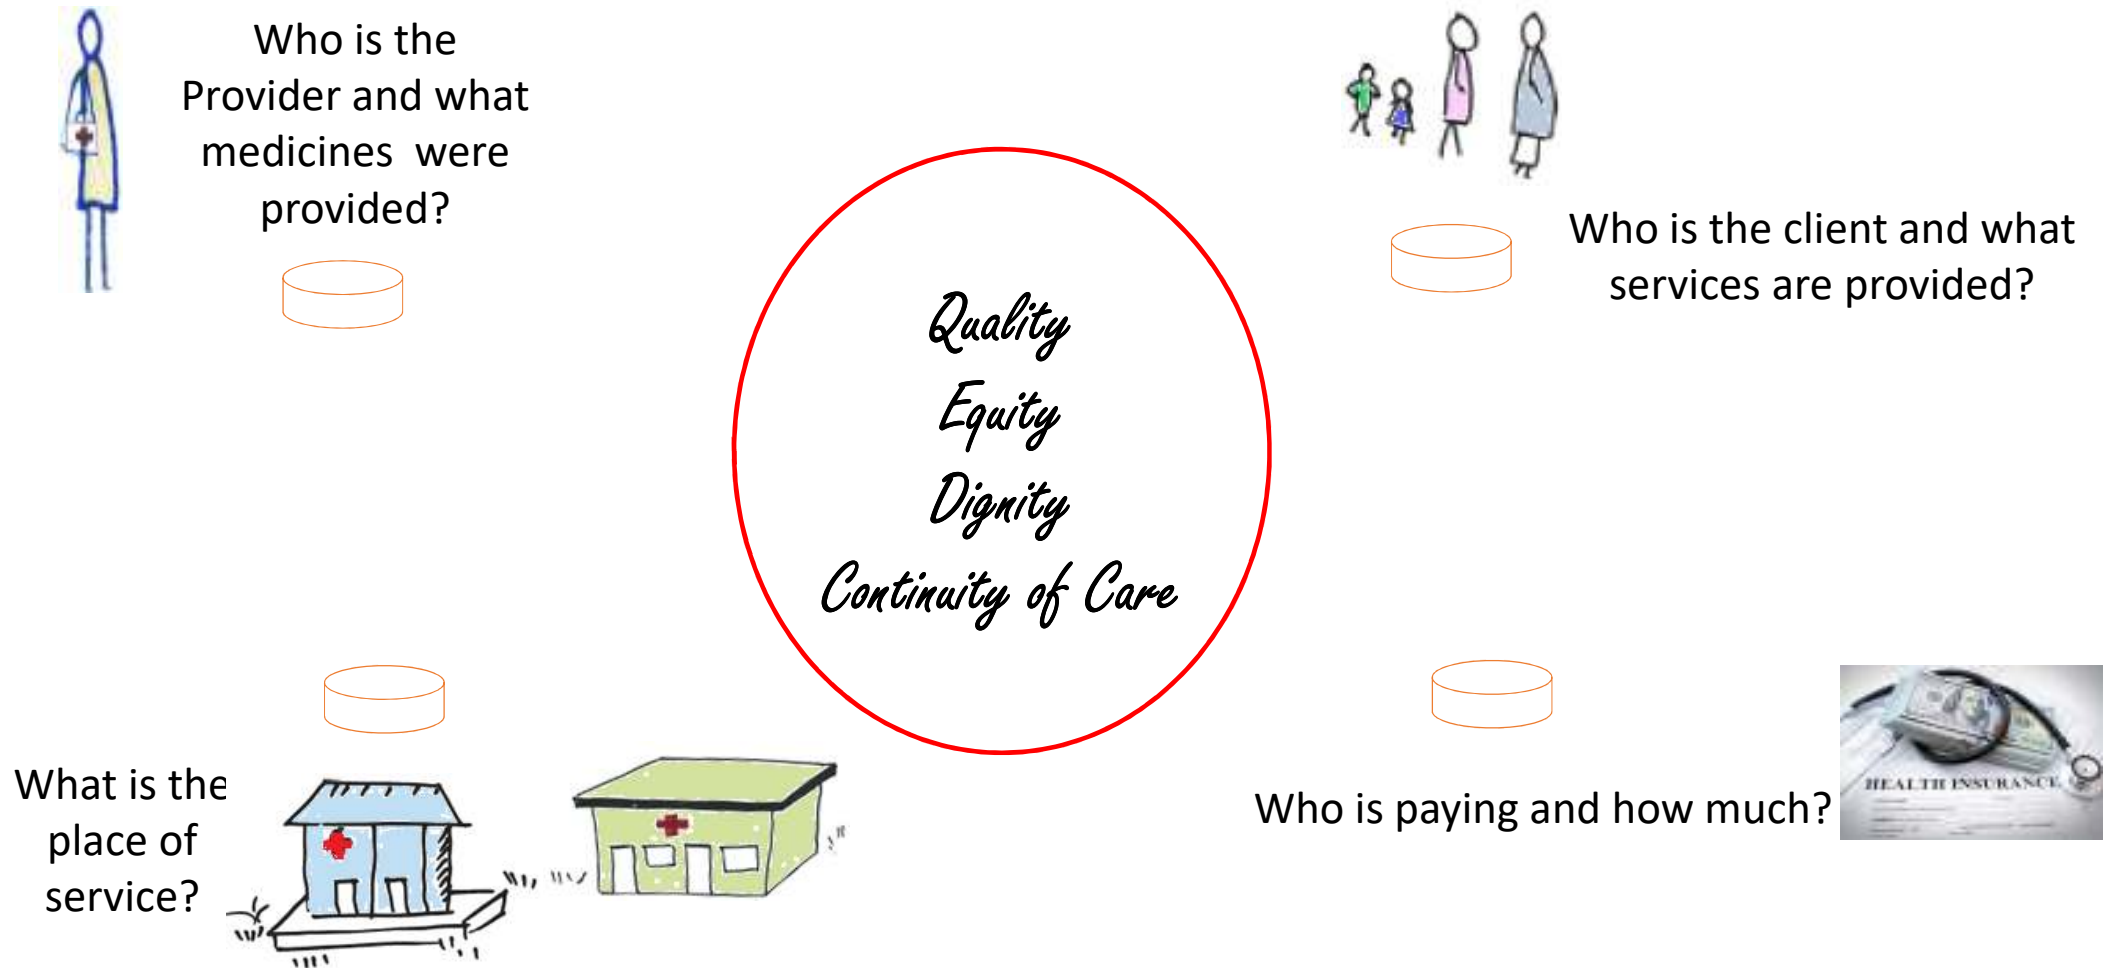 Who is the
Provider and what
medicines were
provided?
Who is the client and what
services are provided?
Quality
Equity
Dignity
Continuity of Care
What is the
place of
service?
Who is paying and how much?
HEALTH INSURANCE